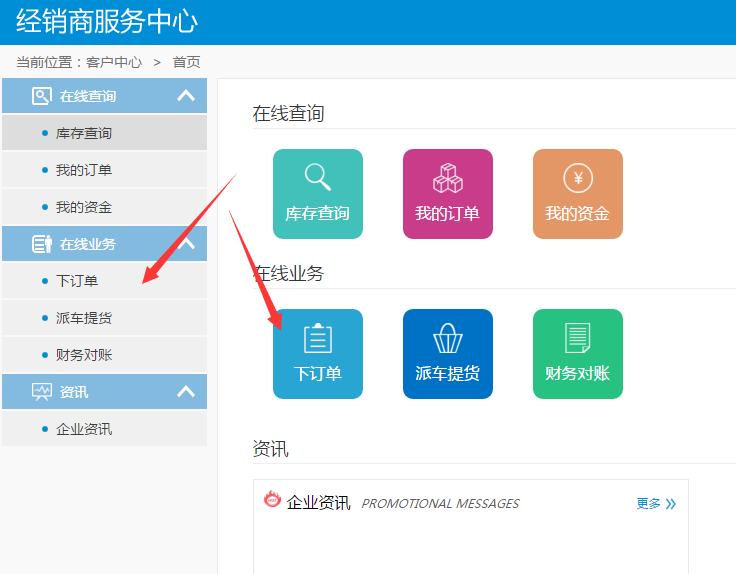 经销商服务中心
当前位置：客户中心 > 首页
在线查询
库存查询
我的订单
我的资金
在线业务
下订单
派车提货
财务对账
资讯
企业资讯
在线查询
库存查询 我的订单 我的资金
在线业务
下订单 派车提货 财务对账
资讯
企业资讯 PROMOTIONAL MESSAGES 更多 »